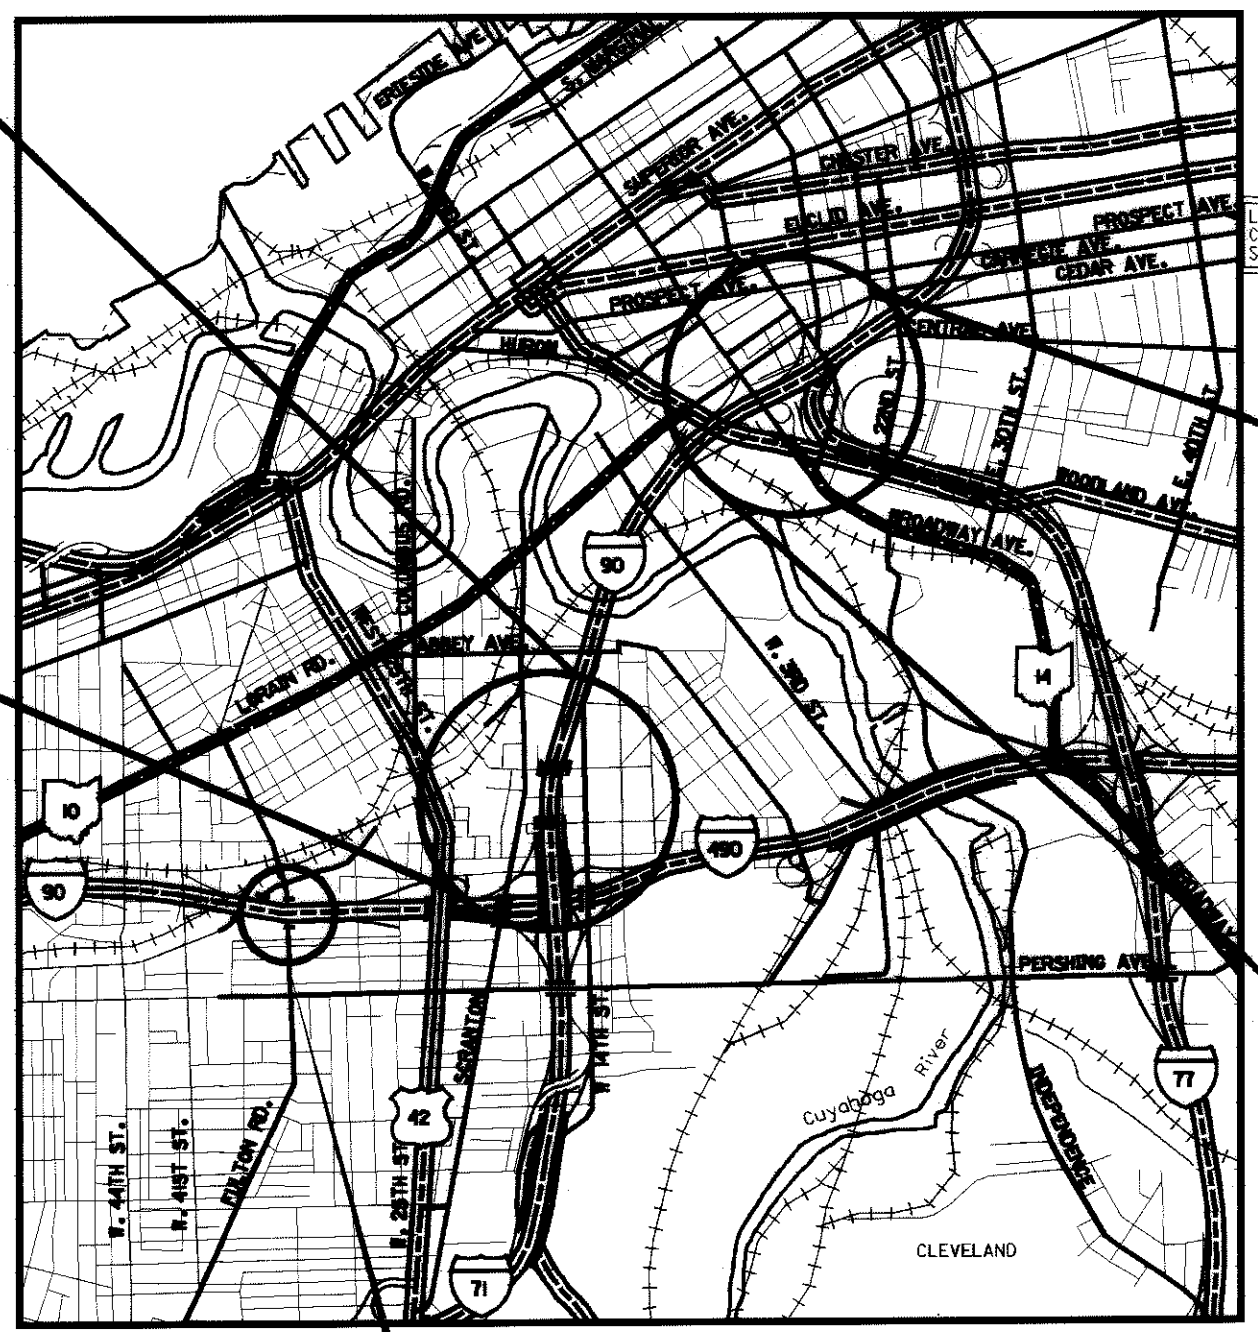 ERIESIDE AVE.
S. MARGINAL
SUPERIOR AVE.
CHESTER AVE.
EUCLID AVE.
PROSPECT AVE.
CARNEGIE AVE.
CEDAR AVE.
PROSPECT AVE.
CENTRAL AVE.
HURON
22ND ST
E. 30TH ST.
E. 40TH ST
WOODLAND AVE.
BROADWAY AVE.
COLUMBUS RD.
90
ABBEY AVE.
LORAIN RD.
W. 3RD ST.
14
10
90
490
BROADWAY
PERSHING AVE.
SCRANTON
W 14TH ST.
River
Cuyahoga
77
42
INDEPENDENCE
FULTON RD.
W. 44TH ST.
W. 41ST ST.
W. 25TH ST.
CLEVELAND
71